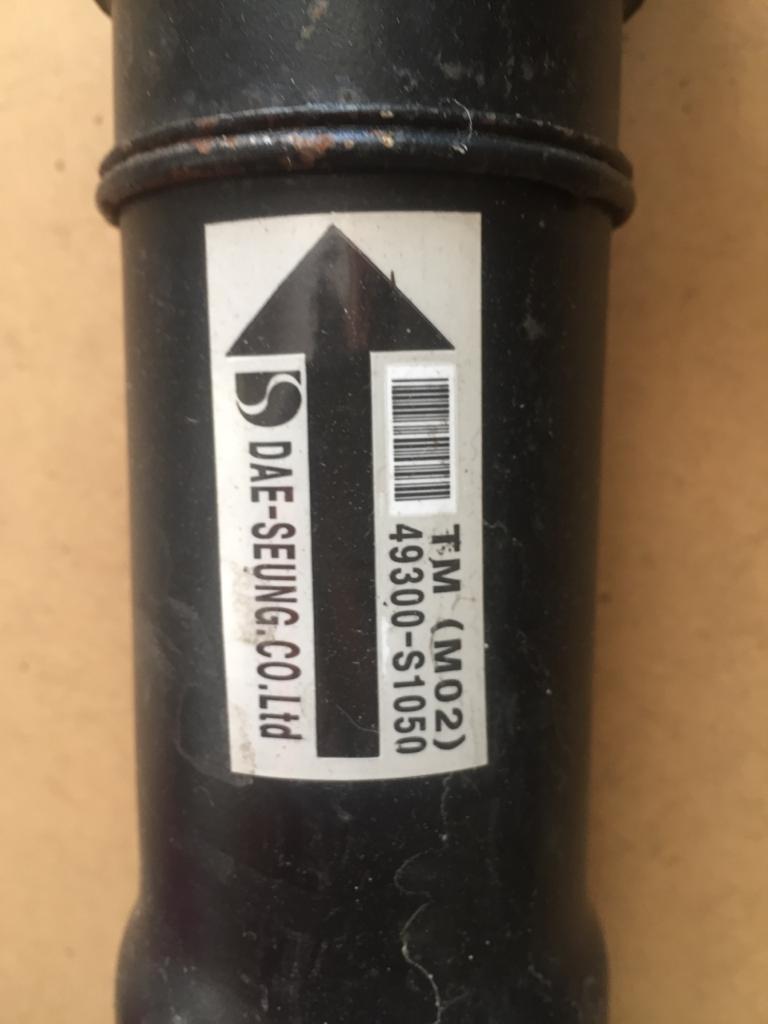 TM (M02)
49300-S1050
DAE-SEUNG.CO.Ltd